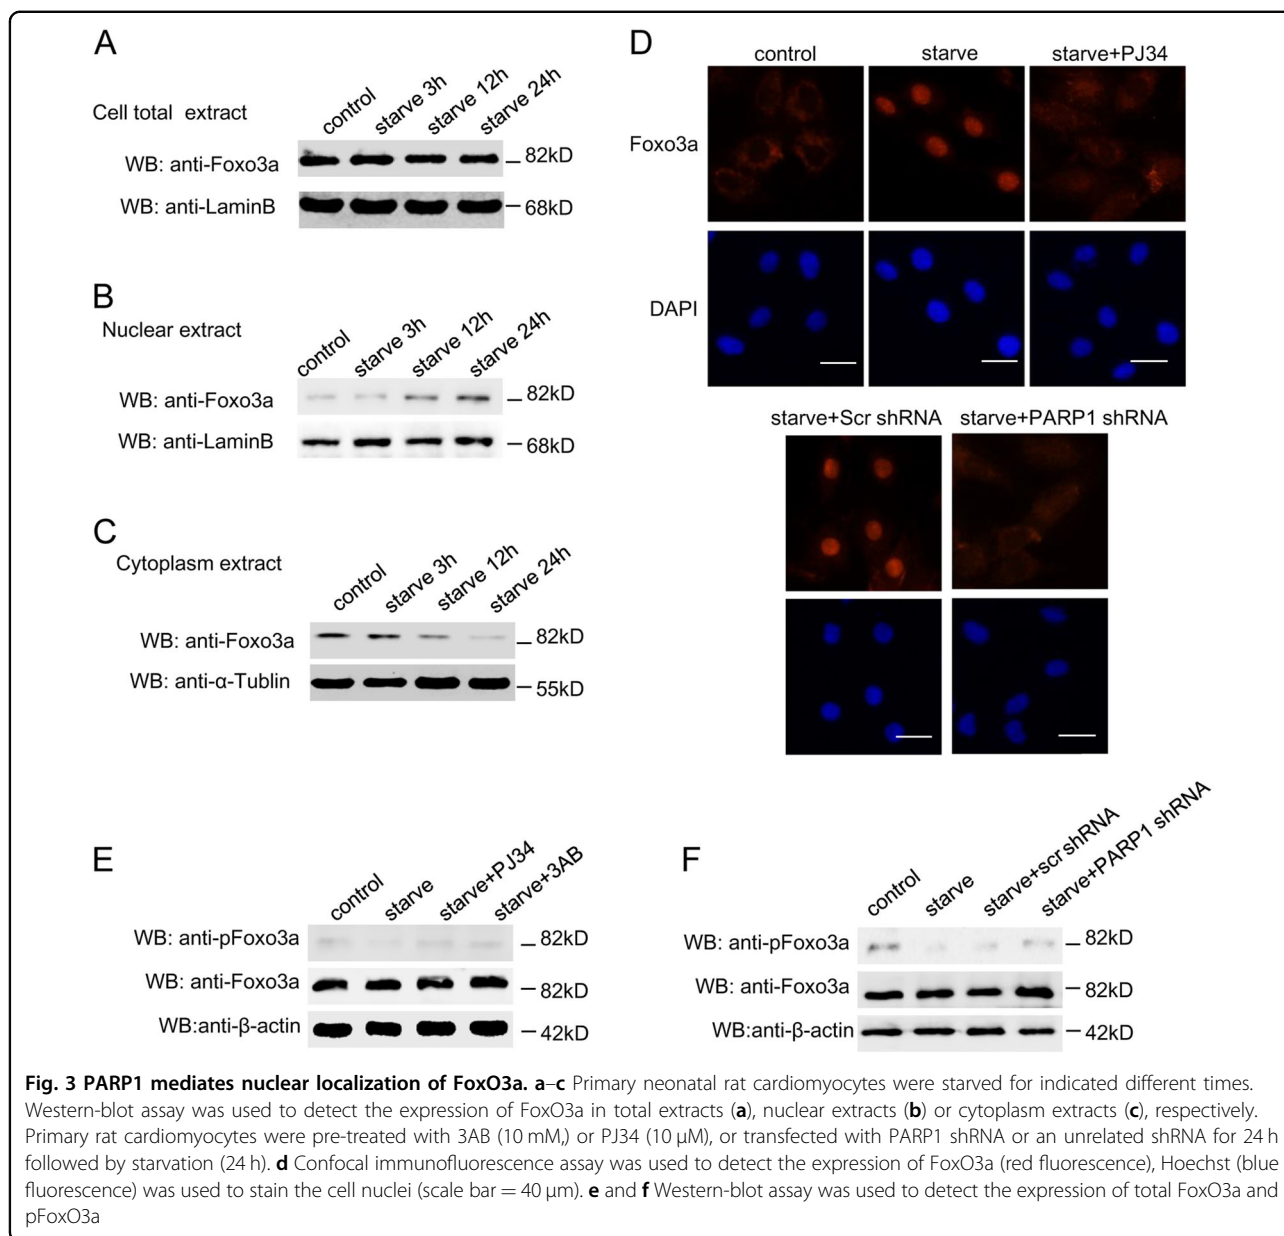 A
Cell total extract
control
starve 3h
starve 12h
starve 24h
WB: anti-Foxo3a
82kD
WB: anti-LaminB
68kD
B
Nuclear extract
control
starve 3h
starve 12h
starve 24h
WB: anti-Foxo3a
82kD
WB: anti-LaminB
68kD
C
Cytoplasm extract
control
starve 3h
starve 12h
starve 24h
WB: anti-Foxo3a
82kD
WB: anti-α-Tublin
55kD
D
control
starve
starve+PJ34
Foxo3a
DAPI
starve+Scr shRNA
starve+PARP1 shRNA
E
control
starve
starve+PJ34
starve+3AB
WB: anti-pFoxo3a
82kD
WB: anti-Foxo3a
82kD
WB:anti-β-actin
42kD
F
control
starve
starve+scr shRNA
starve+PARP1 shRNA
WB: anti-pFoxo3a
82kD
WB: anti-Foxo3a
82kD
WB:anti-β-actin
42kD
Fig. 3 PARP1 mediates nuclear localization of FoxO3a. a–c Primary neonatal rat cardiomyocytes were starved for indicated different times.
Western-blot assay was used to detect the expression of FoxO3a in total extracts (a), nuclear extracts (b) or cytoplasm extracts (c), respectively.
Primary rat cardiomyocytes were pre-treated with 3AB (10 mM,) or PJ34 (10 μM), or transfected with PARP1 shRNA or an unrelated shRNA for 24 h
followed by starvation (24 h). d Confocal immunofluorescence assay was used to detect the expression of FoxO3a (red fluorescence), Hoechst (blue
fluorescence) was used to stain the cell nuclei (scale bar = 40 μm). e and f Western-blot assay was used to detect the expression of total FoxO3a and
pFoxO3a